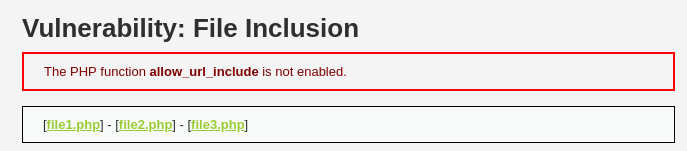 Vulnerability: File Inclusion
The PHP function allow_url_include is not enabled.
[file1.php] - [file2.php] - [file3.php]